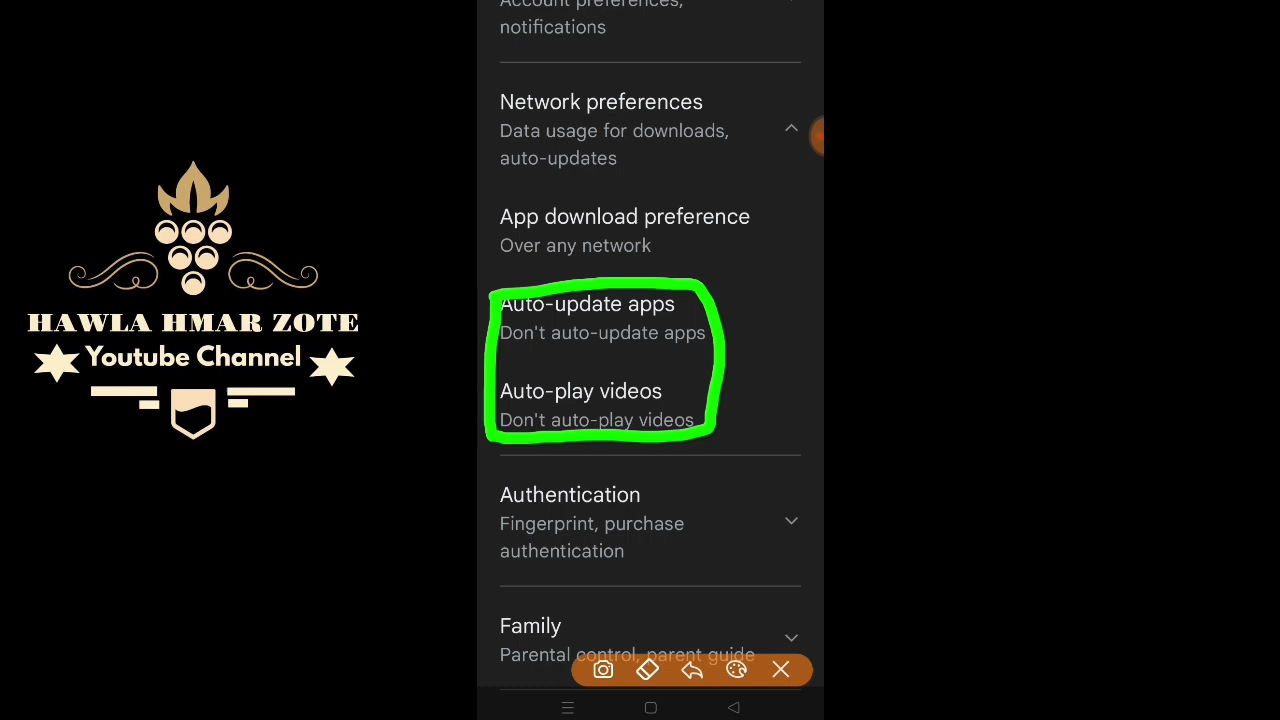 HAWLA HMAR ZOTE
Youtube Channel
Account preferences,
notifications
Network preferences
Data usage for downloads,
auto-updates
App download preference
Over any network
Auto-update apps
Don't auto-update apps
Auto-play videos
Don't auto-play videos
Authentication
Fingerprint, purchase
authentication
Family
Parental control, parent guide